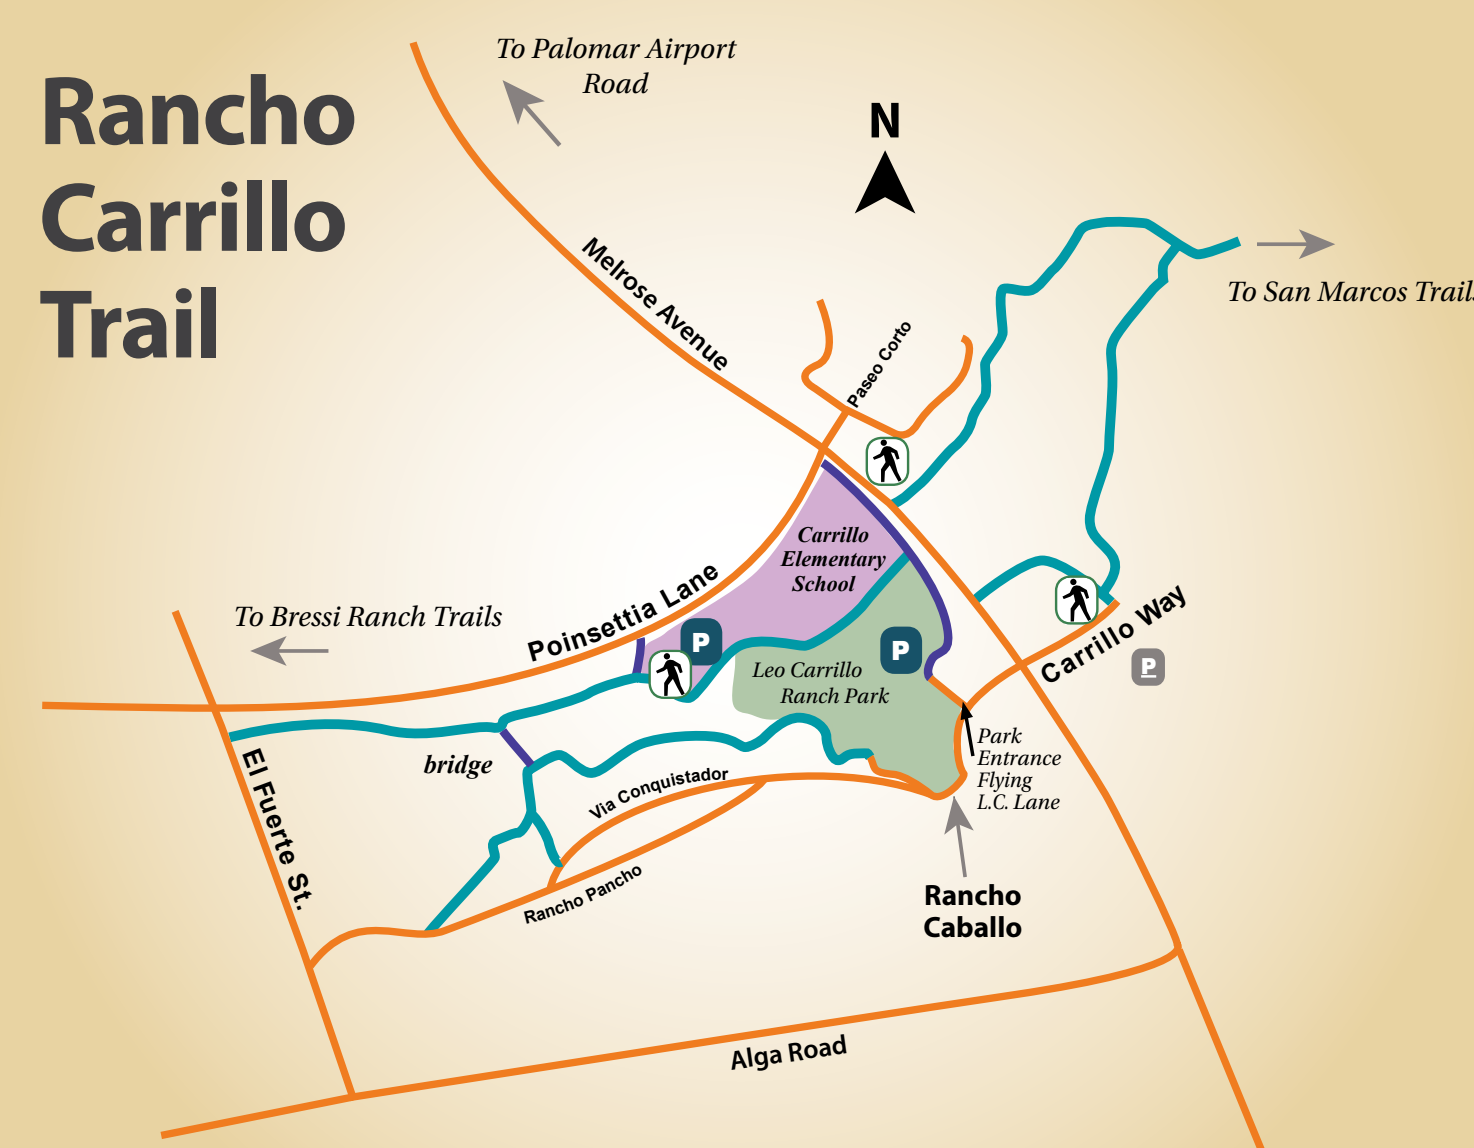 Rancho
Carrillo
Trail
To Palomar Airport
Road
N
Melrose Avenue
Paseo Corto
To San Marcos Trails
Carrillo
Elementary
School
Poinsettia Lane
To Bressi Ranch Trails
P
P
Leo Carrillo
Ranch Park
Carrillo Way
P
bridge
Park
Entrance
Flying
L.C. Lane
Via Conquistador
El Fuerte St.
Rancho Pancho
Rancho
Caballo
Alga Road